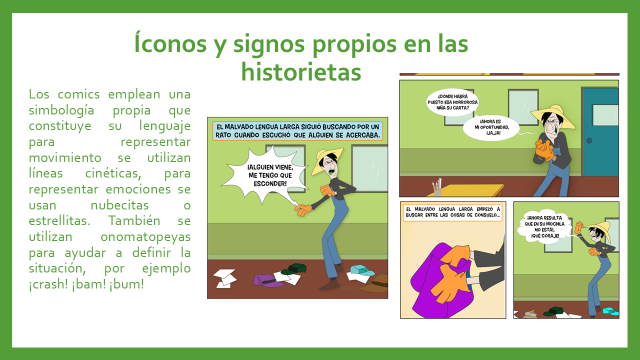 Íconos y signos propios en las
historietas
Los comics emplean una
simbología propia que
constituye su lenguaje
para representar
movimiento se utilizan
líneas cinéticas, para
representar emociones se
usan nubecitas o
estrellitas. También se
utilizan onomatopeyas
para ayudar a definir la
situación, por ejemplo
¡crash! ¡bam! ¡bum!
EL MALVADO LENGUA LARGA SIGUIÓ BUSCANDO POR UN
RATO CUANDO ESCUCHÓ QUE ALGUIEN SE ACERCABA.
¡ALGUIEN VIENE,
ME TENGO QUE
ESCONDER!
¿DONDE HABRÁ
PUESTO ESA HORROROSA
NIÑA SU CARTA?
¡AHORA ES
MI OPORTUNIDAD,
JAJA!
EL MALVADO LENGUA LARGA EMPEZÓ A
BUSCAR ENTRE LAS COSAS DE CONSUELO...
¡AHORA RESULTA
QUE EN SU MOCHILA
NO ESTÁ!,
¡QUÉ CORAJE!